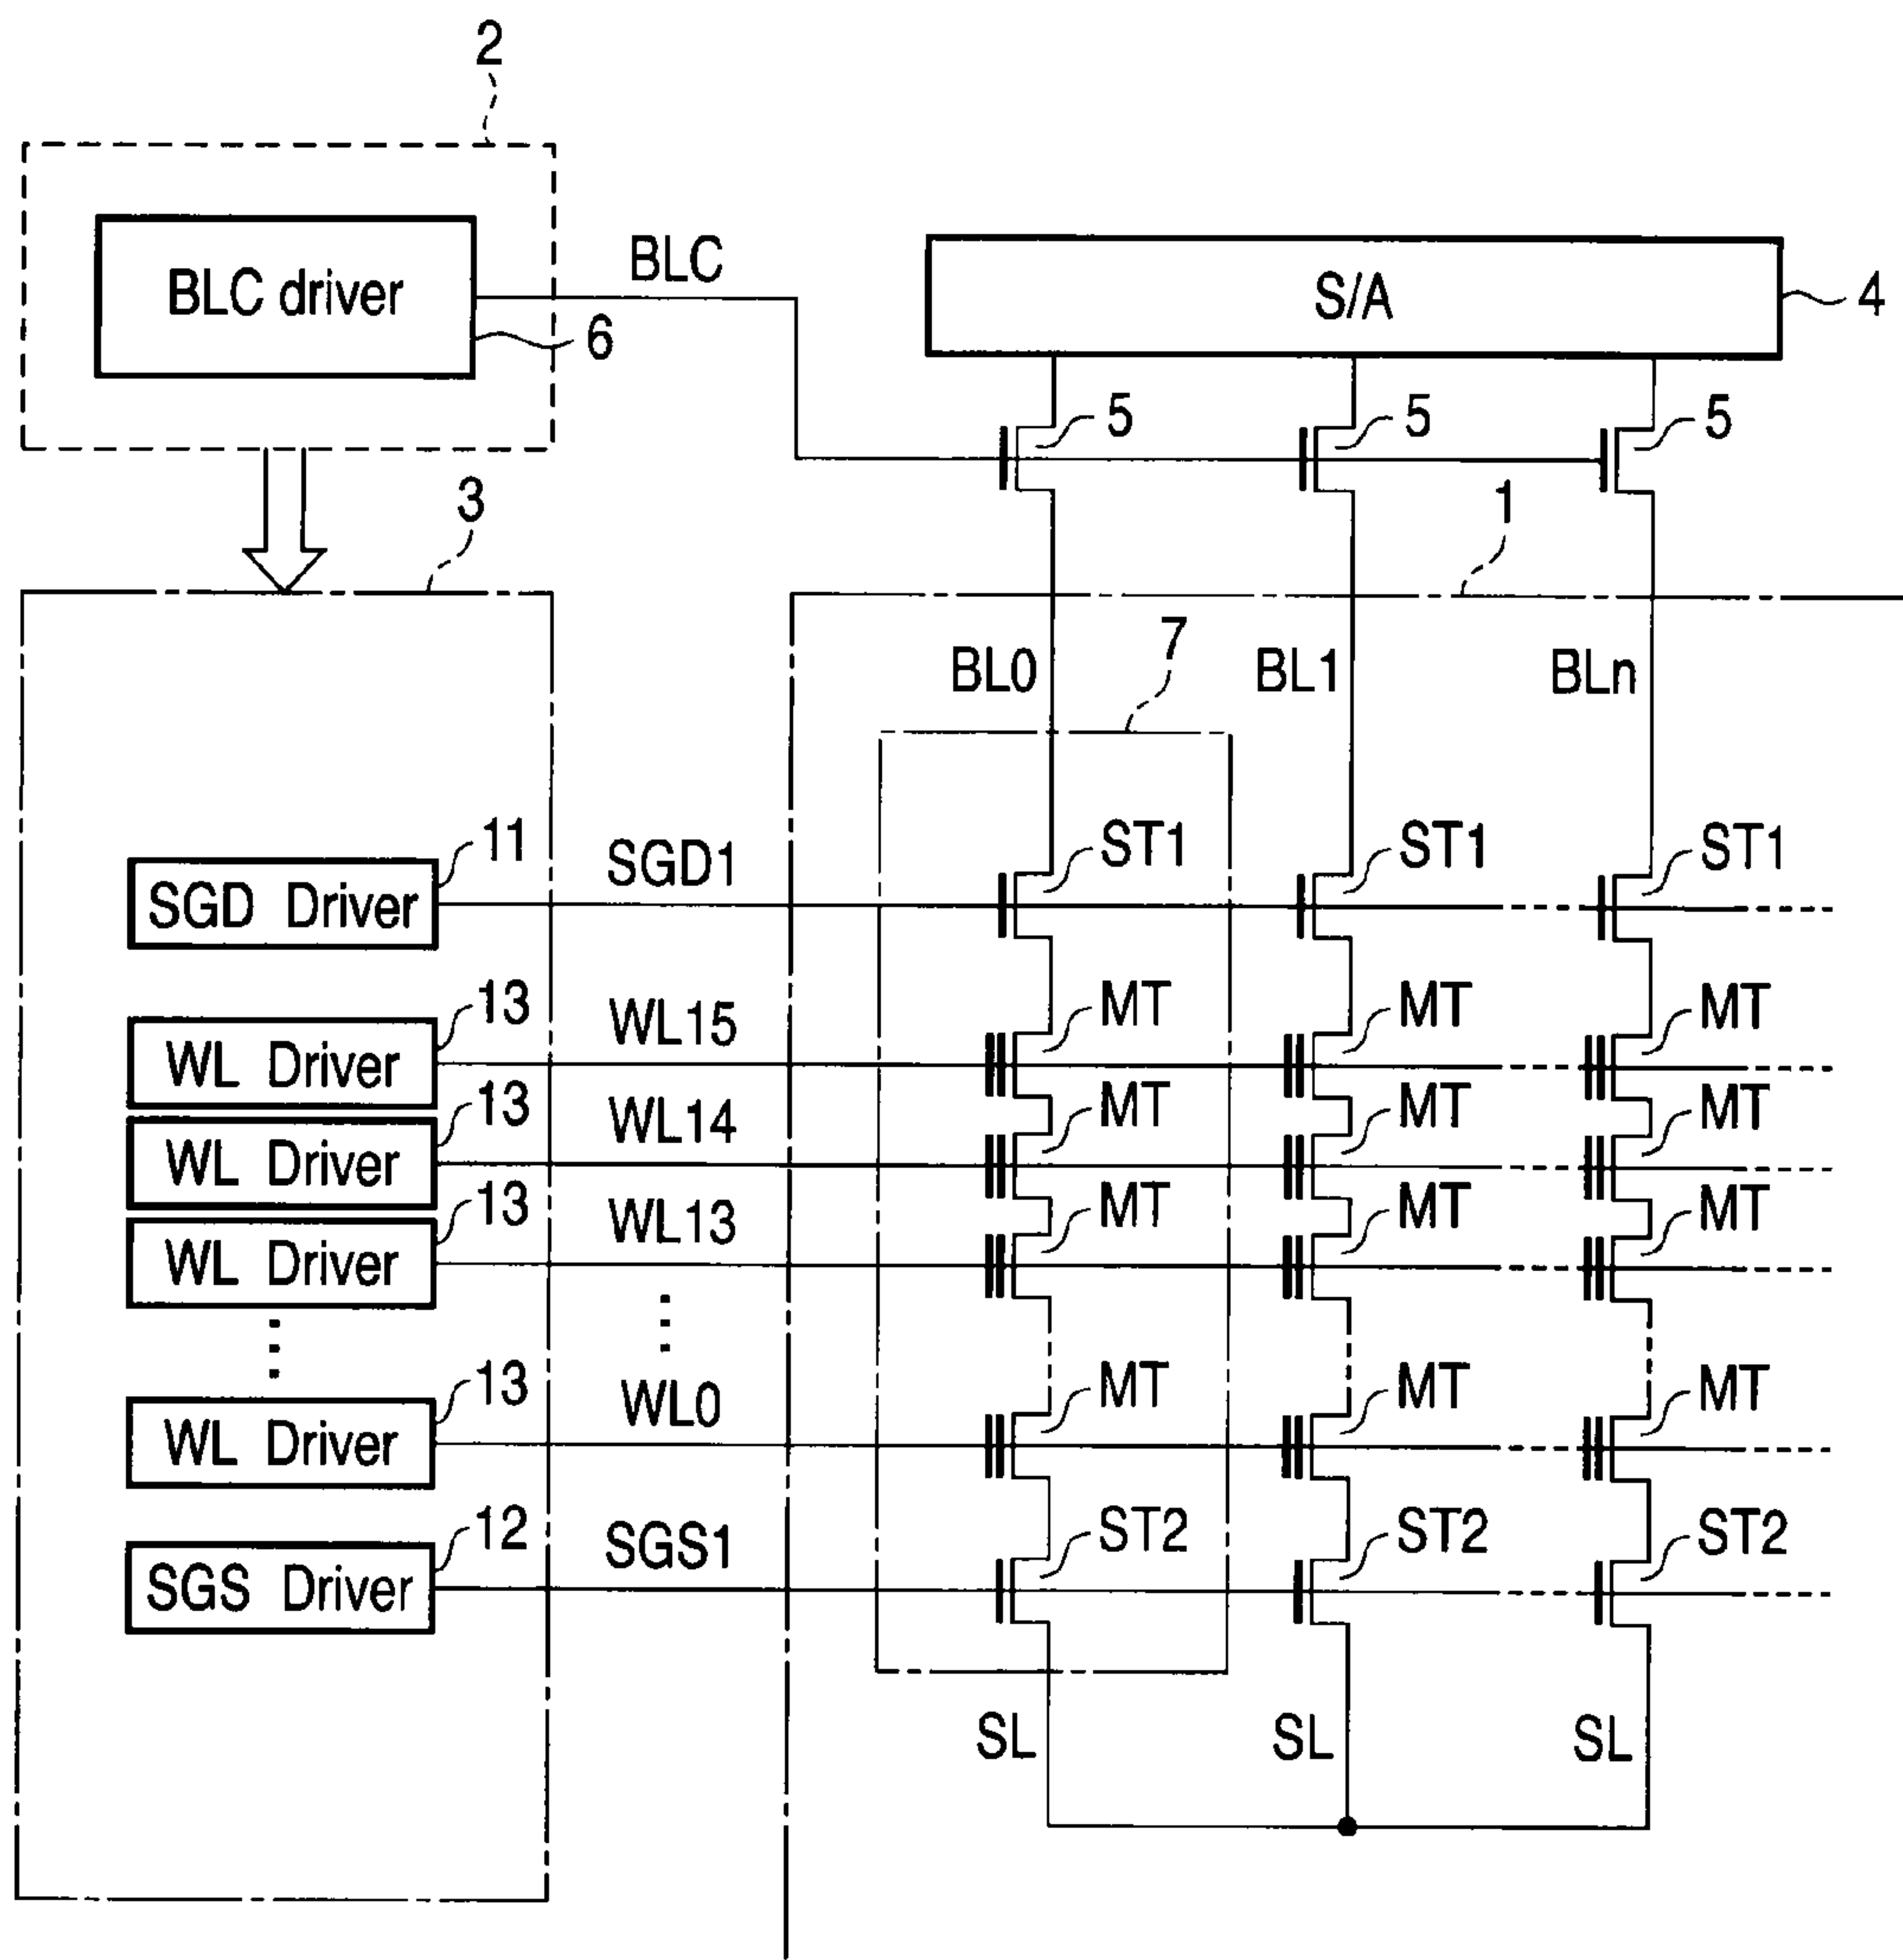 2
BLC driver
6
BLC
S/A
4
5
5
5
3
1
7
BL0
BL1
BLn
11
SGD Driver
SGD1
ST1
ST1
ST1
13
WL Driver
WL15
MT
MT
MT
13
WL Driver
WL14
MT
MT
MT
13
WL Driver
WL13
MT
MT
MT
13
WL Driver
WL0
MT
MT
MT
12
SGS Driver
SGS1
ST2
ST2
ST2
SL
SL
SL